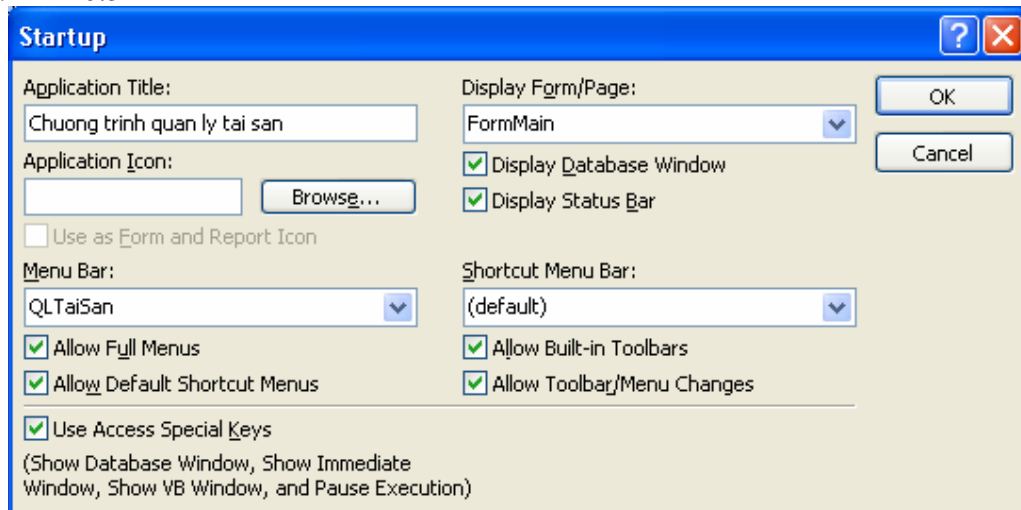 Startup
Application Title:
Chuong trinh quan ly tai san
Application Icon:
Browse...
Use as Form and Report Icon
Menu Bar:
QLTaiSan
Allow Full Menus
Allow Default Shortcut Menus
Display Form/Page:
FormMain
Display Database Window
Display Status Bar
Shortcut Menu Bar:
(default)
Allow Built-in Toolbars
Allow Toolbar/Menu Changes
OK
Cancel
Use Access Special Keys
(Show Database Window, Show Immediate
Window, Show VB Window, and Pause Execution)